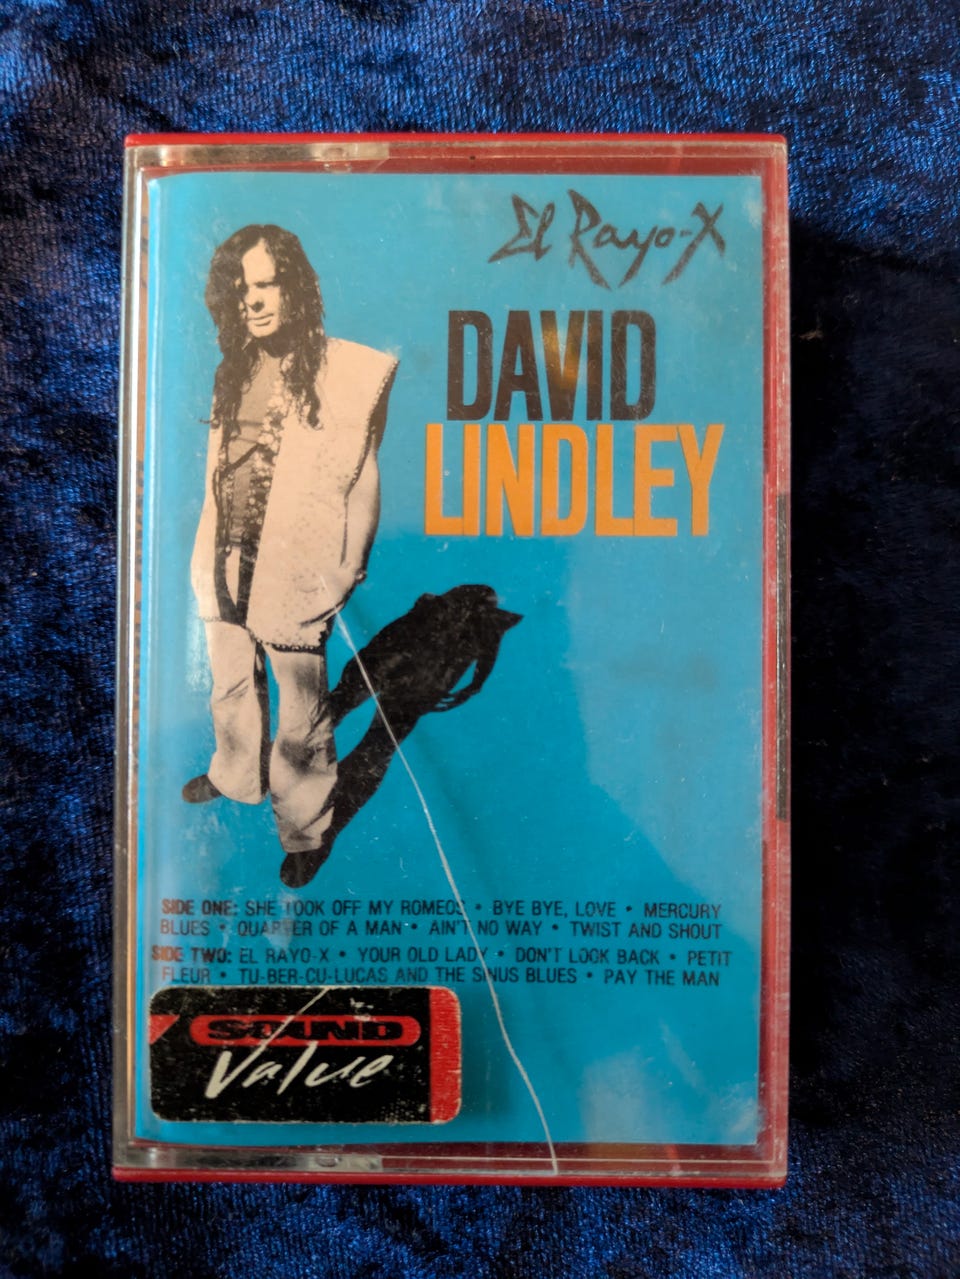 El Rayo-X
DAVID
LINDLEY
SIDE ONE: SHE TOOK OFF MY ROMEOS • BYE BYE, LOVE • MERCURY
BLUES • QUARTER OF A MAN • AIN'T NO WAY • TWIST AND SHOUT
SIDE TWO: EL RAYO-X • YOUR OLD LADY • DON'T LOOK BACK • PETIT
FLEUR • TU-BER-CU-LUCAS AND THE SINUS BLUES • PAY THE MAN
SOUND
Value